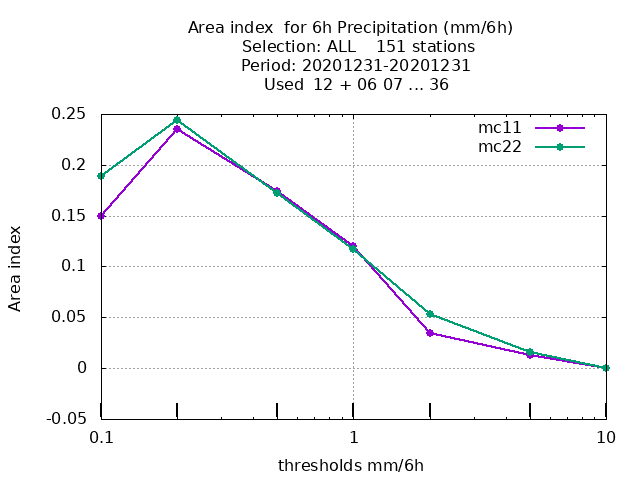 Area index  for 6h Precipitation (mm/6h)
Selection: ALL    151 stations
Period: 20201231-20201231
Used  12 + 06 07 ... 36
mc11
mc22
0.25
0.2
0.15
0.1
0.05
0
-0.05
Area index
0.1 1 10
thresholds mm/6h